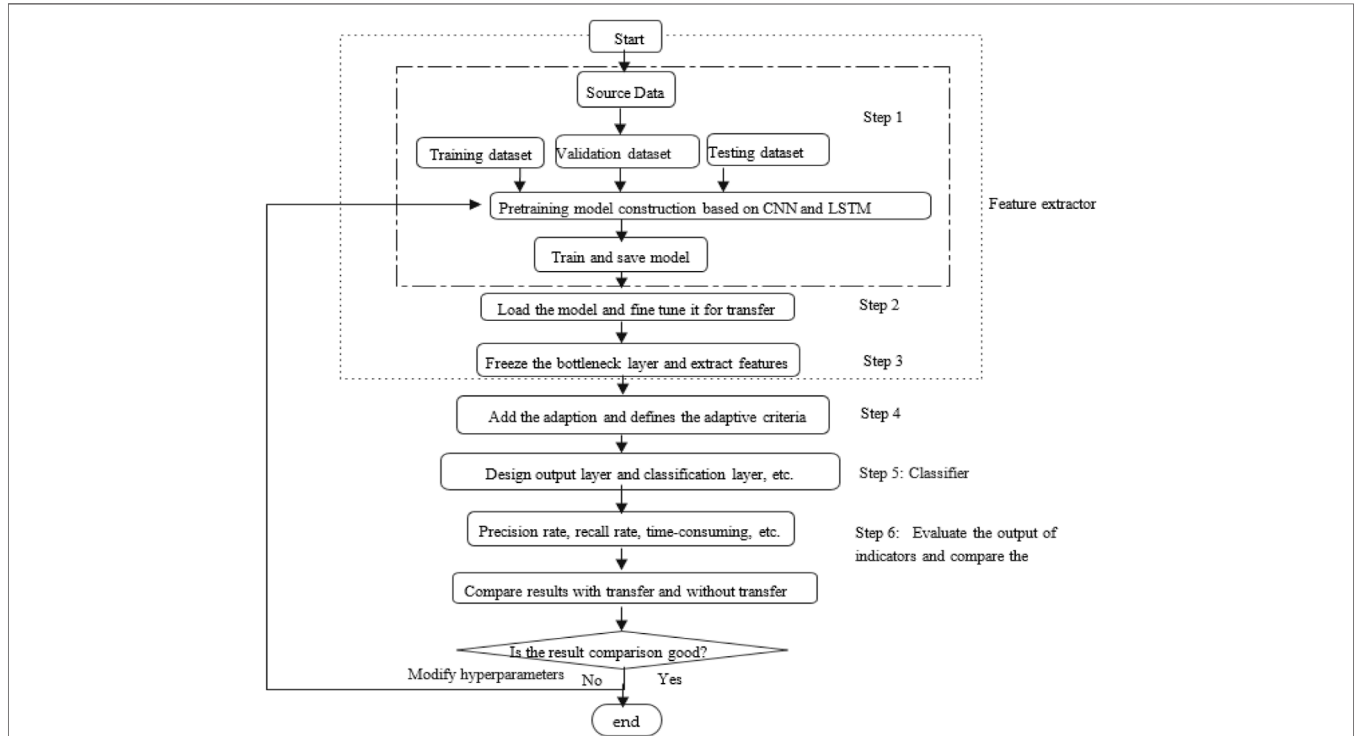 Start
Source Data
Step 1
Training dataset
Validation dataset
Testing dataset
Pretraining model construction based on CNN and LSTM
Feature extractor
Train and save model
Load the model and fine tune it for transfer
Step 2
Freeze the bottleneck layer and extract features
Step 3
Add the adaption and defines the adaptive criteria
Step 4
Design output layer and classification layer, etc.
Step 5: Classifier
Precision rate, recall rate, time-consuming, etc.
Step 6: Evaluate the output of
indicators and compare the
Compare results with transfer and without transfer
Is the result comparison good?
Modify hyperparameters
No
Yes
end